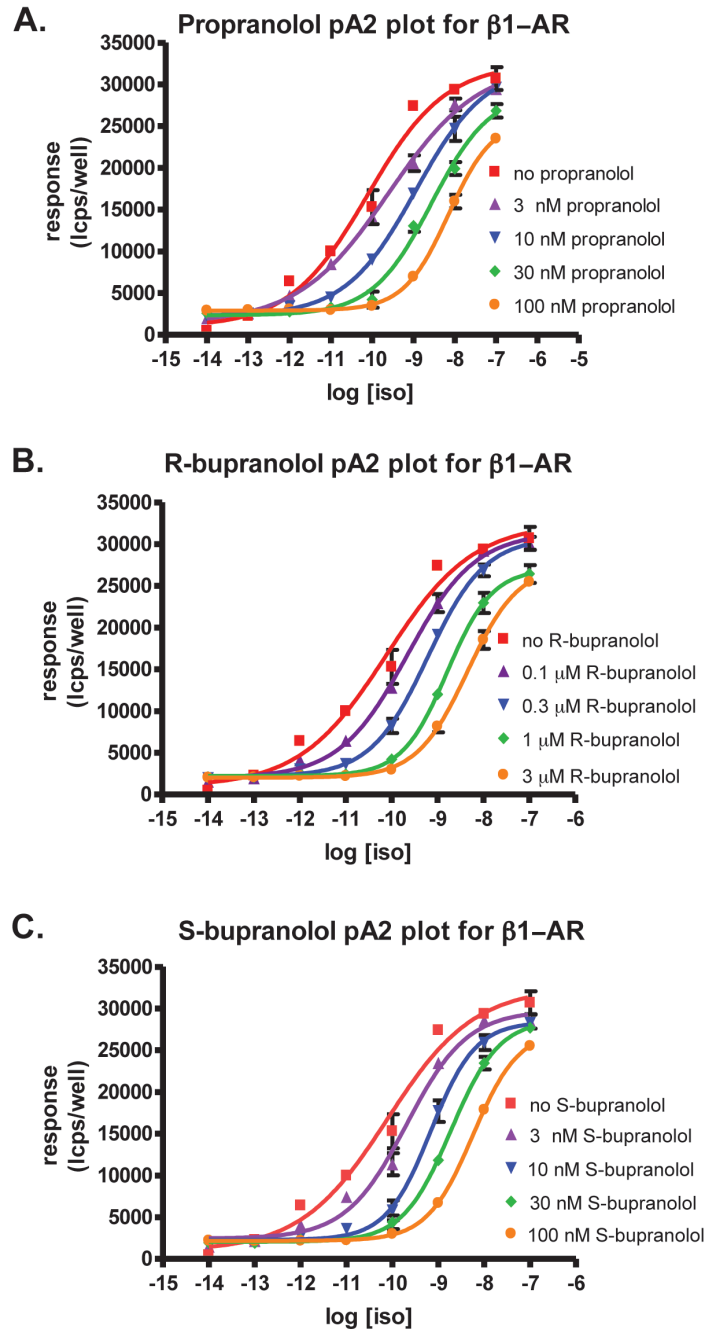 A.
Propranolol pA2 plot for β1–AR
response
(lcps/well)
35000
30000
25000
20000
15000
10000
5000
0
-15 -14 -13 -12 -11 -10 -9 -8 -7 -6 -5
log [iso]
no propranolol
3 nM propranolol
10 nM propranolol
30 nM propranolol
100 nM propranolol
B.
R-bupranolol pA2 plot for β1–AR
response
(lcps/well)
35000
30000
25000
20000
15000
10000
5000
0
-15 -14 -13 -12 -11 -10 -9 -8 -7 -6
log [iso]
no R-bupranolol
0.1 μM R-bupranolol
0.3 μM R-bupranolol
1 μM R-bupranolol
3 μM R-bupranolol
C.
S-bupranolol pA2 plot for β1–AR
response
(lcps/well)
35000
30000
25000
20000
15000
10000
5000
0
-15 -14 -13 -12 -11 -10 -9 -8 -7 -6
log [iso]
no S-bupranolol
3 nM S-bupranolol
10 nM S-bupranolol
30 nM S-bupranolol
100 nM S-bupranolol